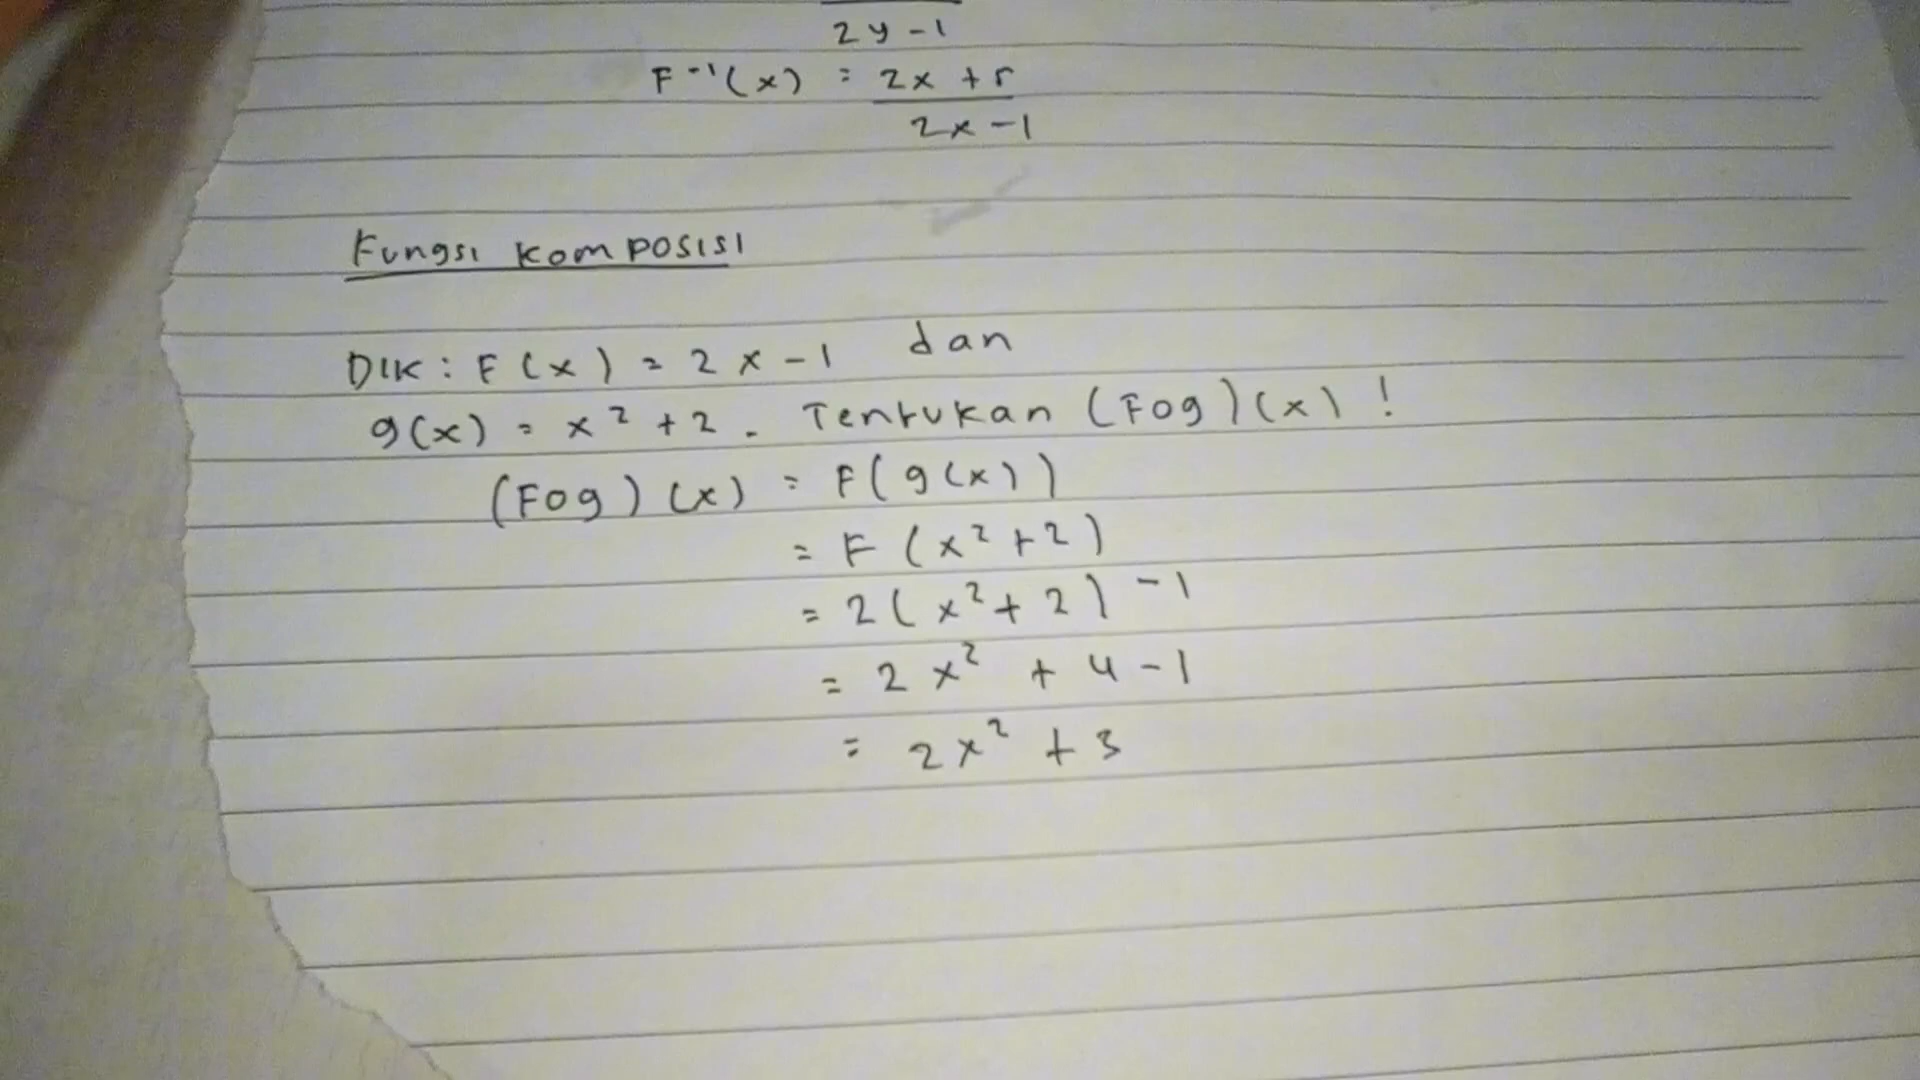 2y - 1
F⁻¹(x) = 2x + 5
2x - 1
Fungsi Komposisi
DIK : F(x) = 2x - 1 dan
g(x) = x² + 2. Tentukan (Fog)(x) !
(Fog)(x) = F(g(x))
= F(x² + 2)
= 2(x² + 2) - 1
= 2x² + 4 - 1
= 2x² + 3